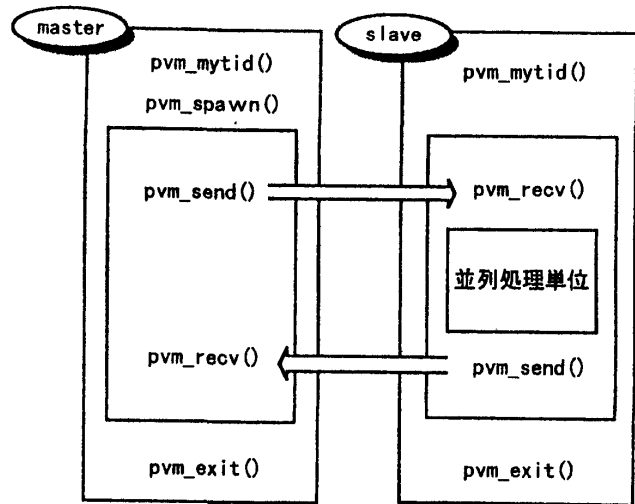 master
pvm_mytid()
pvm_spawn()
pvm_send()
pvm_recv()
pvm_exit()
slave
pvm_mytid()
pvm_recv()
並列処理単位
pvm_send()
pvm_exit()